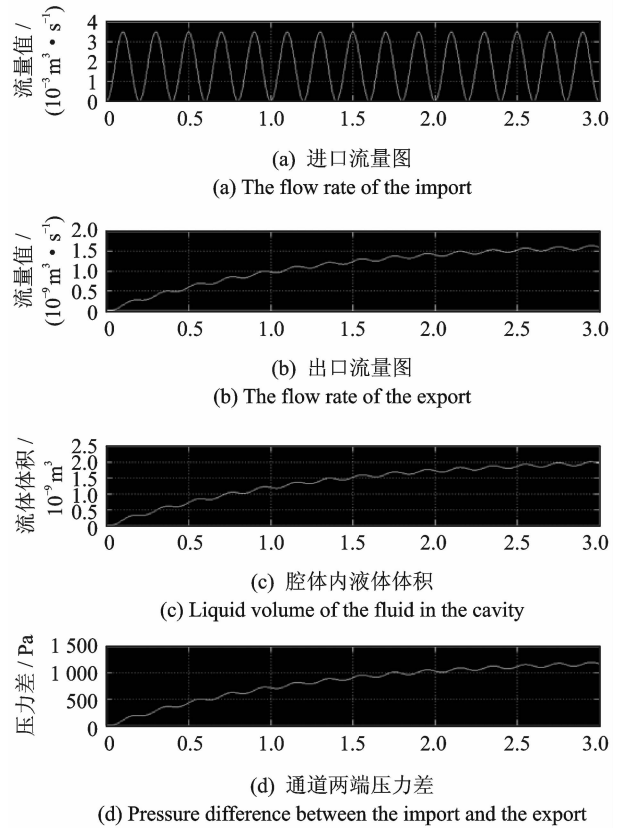 流量值 /
(10⁻³ m³•s⁻¹)
4
3
2
1
0
0 0.5 1.0 1.5 2.0 2.5 3.0
(a) 进口流量图
(a) The flow rate of the import
流量值 /
(10⁻⁹ m³•s⁻¹)
2.0
1.5
1.0
0.5
0
0 0.5 1.0 1.5 2.0 2.5 3.0
(b) 出口流量图
(b) The flow rate of the export
流体体积 /
10⁻⁹ m³
2.5
2.0
1.5
1.0
0.5
0
0 0.5 1.0 1.5 2.0 2.5 3.0
(c) 腔体内液体体积
(c) Liquid volume of the fluid in the cavity
压力差 / Pa
1 500
1 000
500
0
0 0.5 1.0 1.5 2.0 2.5 3.0
(d) 通道两端压力差
(d) Pressure difference between the import and the export